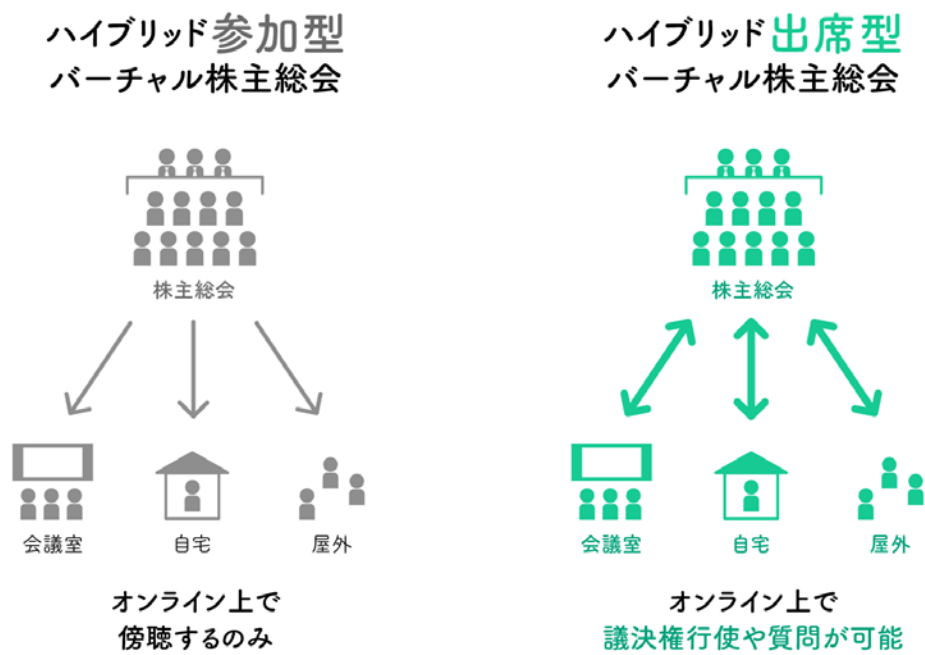 ハイブリッド参加型
バーチャル株主総会
株主総会
会議室
自宅
屋外
オンライン上で
傍聴するのみ
ハイブリッド出席型
バーチャル株主総会
株主総会
会議室
自宅
屋外
オンライン上で
議決権行使や質問が可能